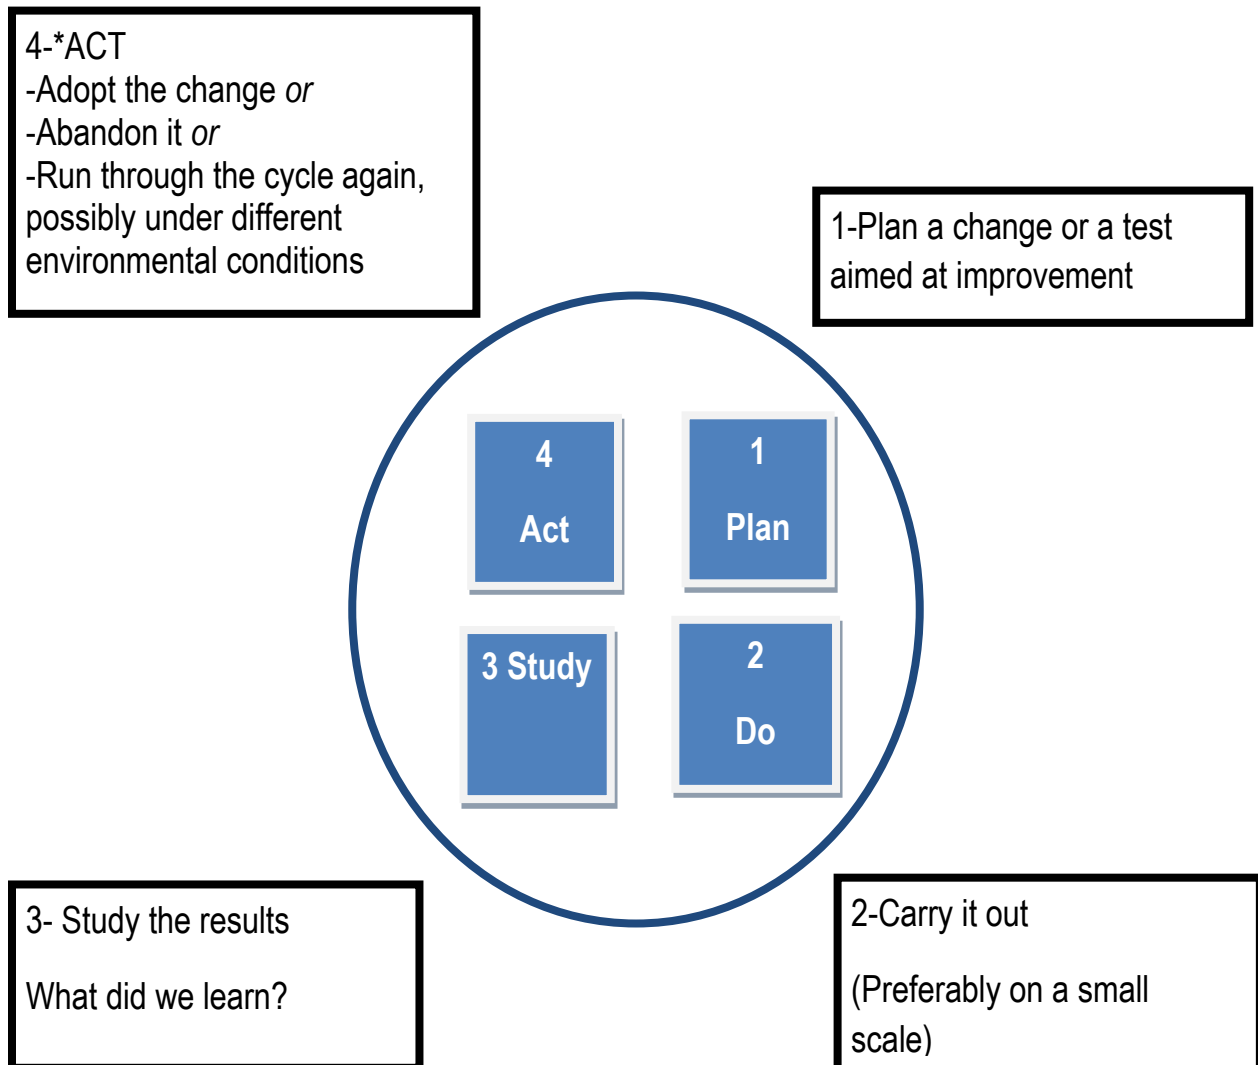 4-*ACT
-Adopt the change or
-Abandon it or
-Run through the cycle again,
possibly under different
environmental conditions
1-Plan a change or a test
aimed at improvement
4
Act
1
Plan
3 Study
2
Do
3- Study the results
What did we learn?
2-Carry it out
(Preferably on a small
scale)